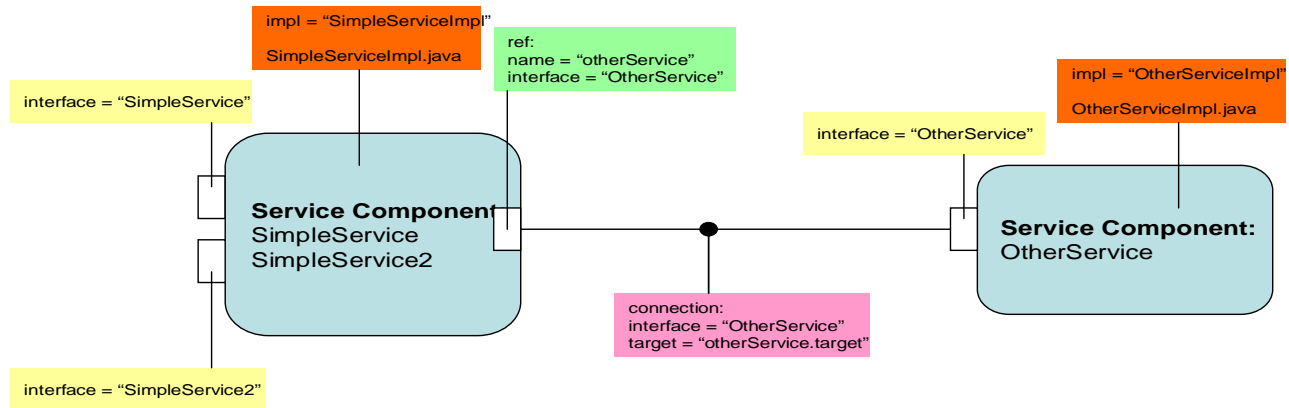 impl = “SimpleServiceImpl”
SimpleServiceImpl.java
ref:
name = “otherService”
interface = “OtherService”
impl = “OtherServiceImpl”
OtherServiceImpl.java
interface = “SimpleService”
interface = “OtherService”
Service Component
SimpleService
SimpleService2
Service Component:
OtherService
connection:
interface = “OtherService”
target = “otherService.target”
interface = “SimpleService2”